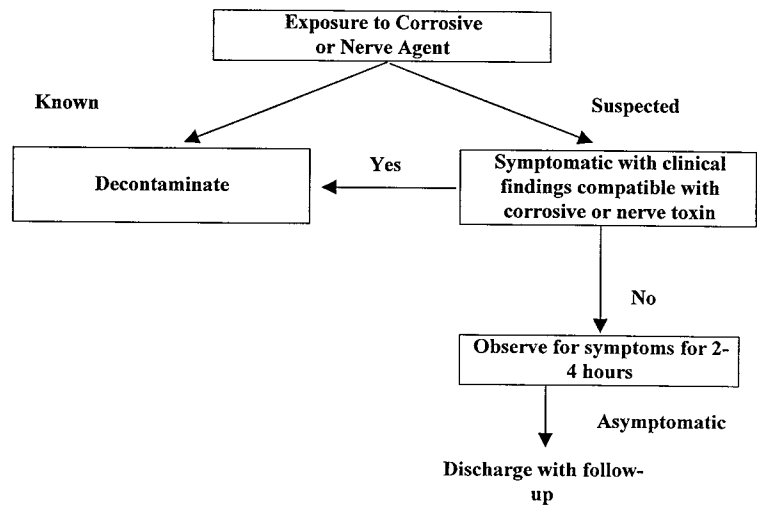 Exposure to Corrosive
or Nerve Agent
Known
Suspected
Decontaminate
Yes
Symptomatic with clinical
findings compatible with
corrosive or nerve toxin
No
Observe for symptoms for 2-
4 hours
Asymptomatic
Discharge with follow-
up